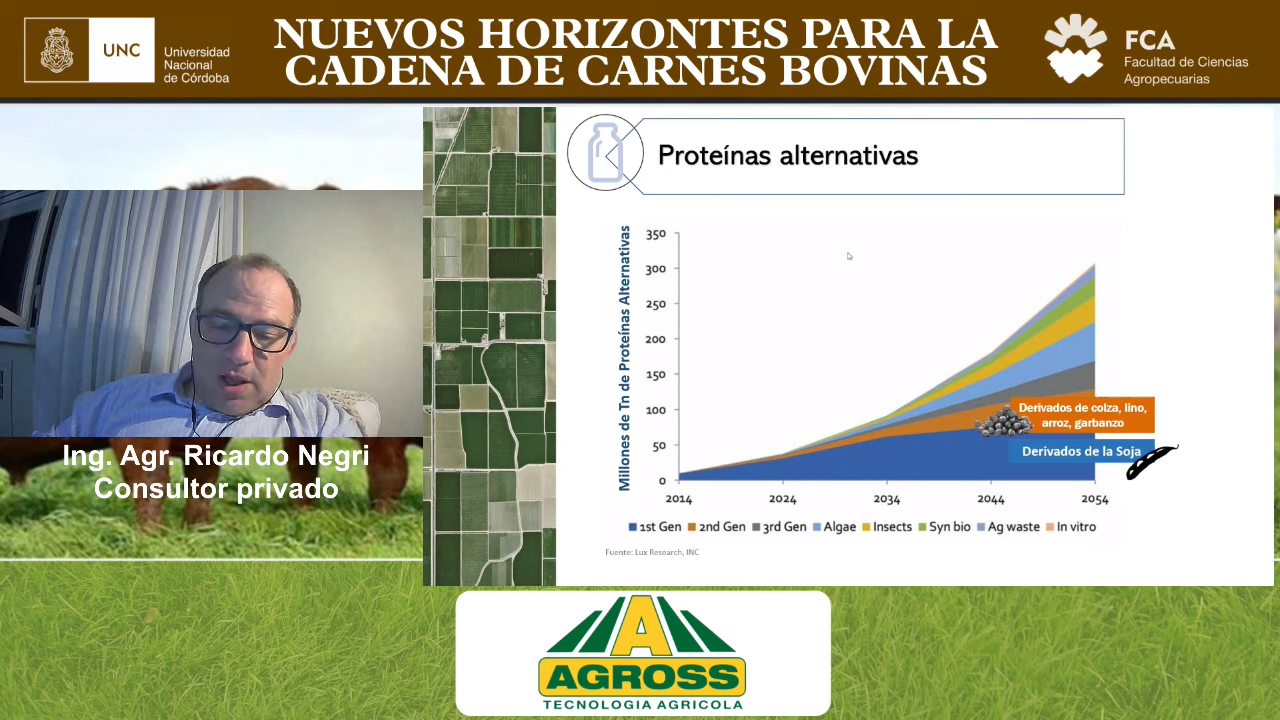 UNC
Universidad
Nacional
de Córdoba
NUEVOS HORIZONTES PARA LA
CADENA DE CARNES BOVINAS
FCA
Facultad de Ciencias
Agropecuarias
Proteínas alternativas
Millones de Tn de Proteínas Alternativas
350
300
250
200
150
100
50
0
2014 2024 2034 2044 2054
Derivados de colza, lino,
arroz, garbanzo
Derivados de la Soja
1st Gen 2nd Gen 3rd Gen Algae Insects Syn bio Ag waste In vitro
Fuente: Lux Research, INC
Ing. Agr. Ricardo Negri
Consultor privado
A
AGROSS
TECNOLOGIA AGRICOLA